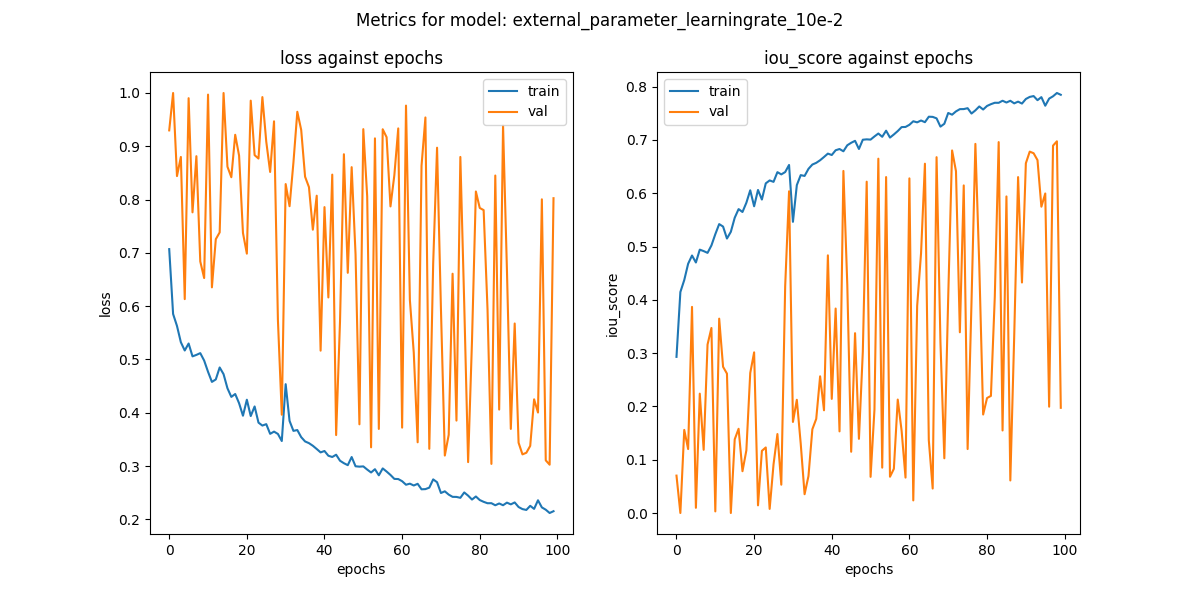 Metrics for model: external_parameter_learningrate_10e-2
loss against epochs
train
val
1.0
0.9
0.8
0.7
0.6
0.5
0.4
0.3
0.2
loss
0 20 40 60 80 100
epochs
iou_score against epochs
train
val
0.8
0.7
0.6
0.5
0.4
0.3
0.2
0.1
0.0
iou_score
0 20 40 60 80 100
epochs